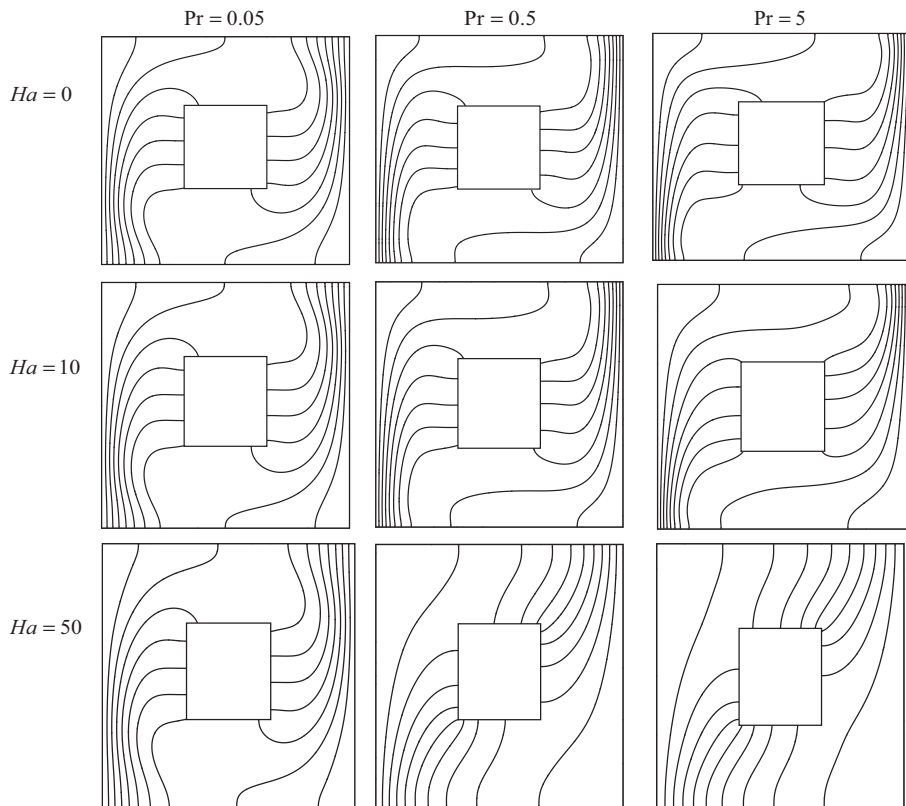 Pr = 0.05
Pr = 0.5
Pr = 5
Ha = 0
Ha = 10
Ha = 50